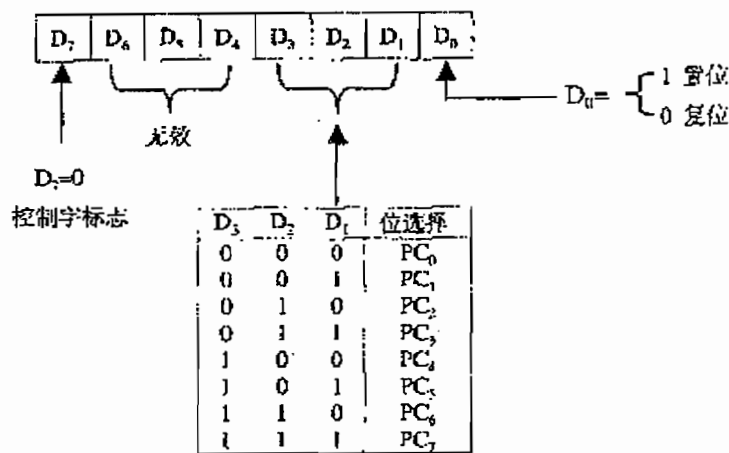 D₇ D₆ D₅ D₄ D₃ D₂ D₁ D₀
D₀= 1 置位
0 复位
无效
D₇=0
控制字标志
D₃ D₂ D₁ 位选择
0 0 0 PC₀
0 0 1 PC₁
0 1 0 PC₂
0 1 1 PC₃
1 0 0 PC₄
1 0 1 PC₅
1 1 0 PC₆
1 1 1 PC₇